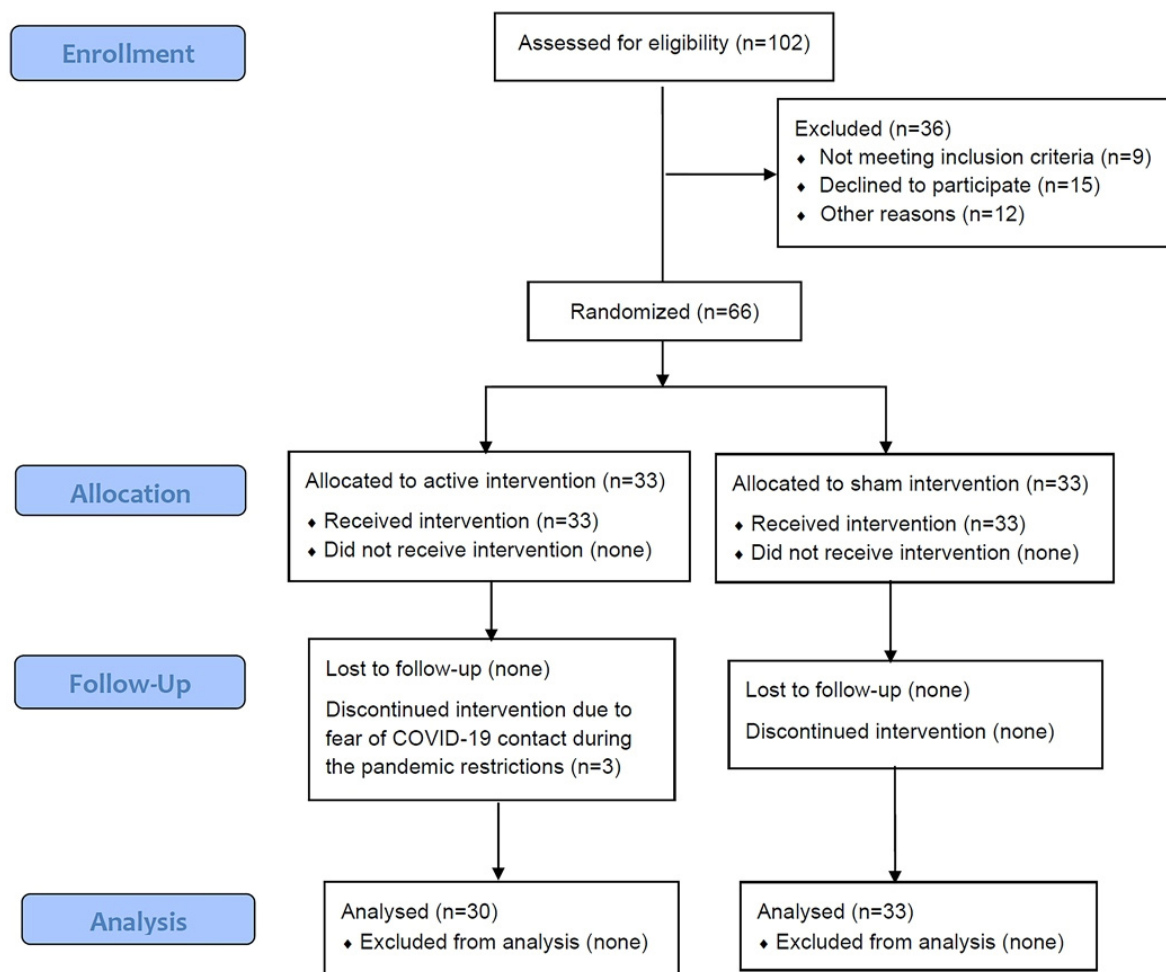 Enrollment
Assessed for eligibility (n=102)
Excluded (n=36)
♦ Not meeting inclusion criteria (n=9)
♦ Declined to participate (n=15)
♦ Other reasons (n=12)
Randomized (n=66)
Allocation
Allocated to active intervention (n=33)
♦ Received intervention (n=33)
♦ Did not receive intervention (none)
Allocated to sham intervention (n=33)
♦ Received intervention (n=33)
♦ Did not receive intervention (none)
Follow-Up
Lost to follow-up (none)
Discontinued intervention due to
fear of COVID-19 contact during
the pandemic restrictions (n=3)
Lost to follow-up (none)
Discontinued intervention (none)
Analysis
Analysed (n=30)
♦ Excluded from analysis (none)
Analysed (n=33)
♦ Excluded from analysis (none)